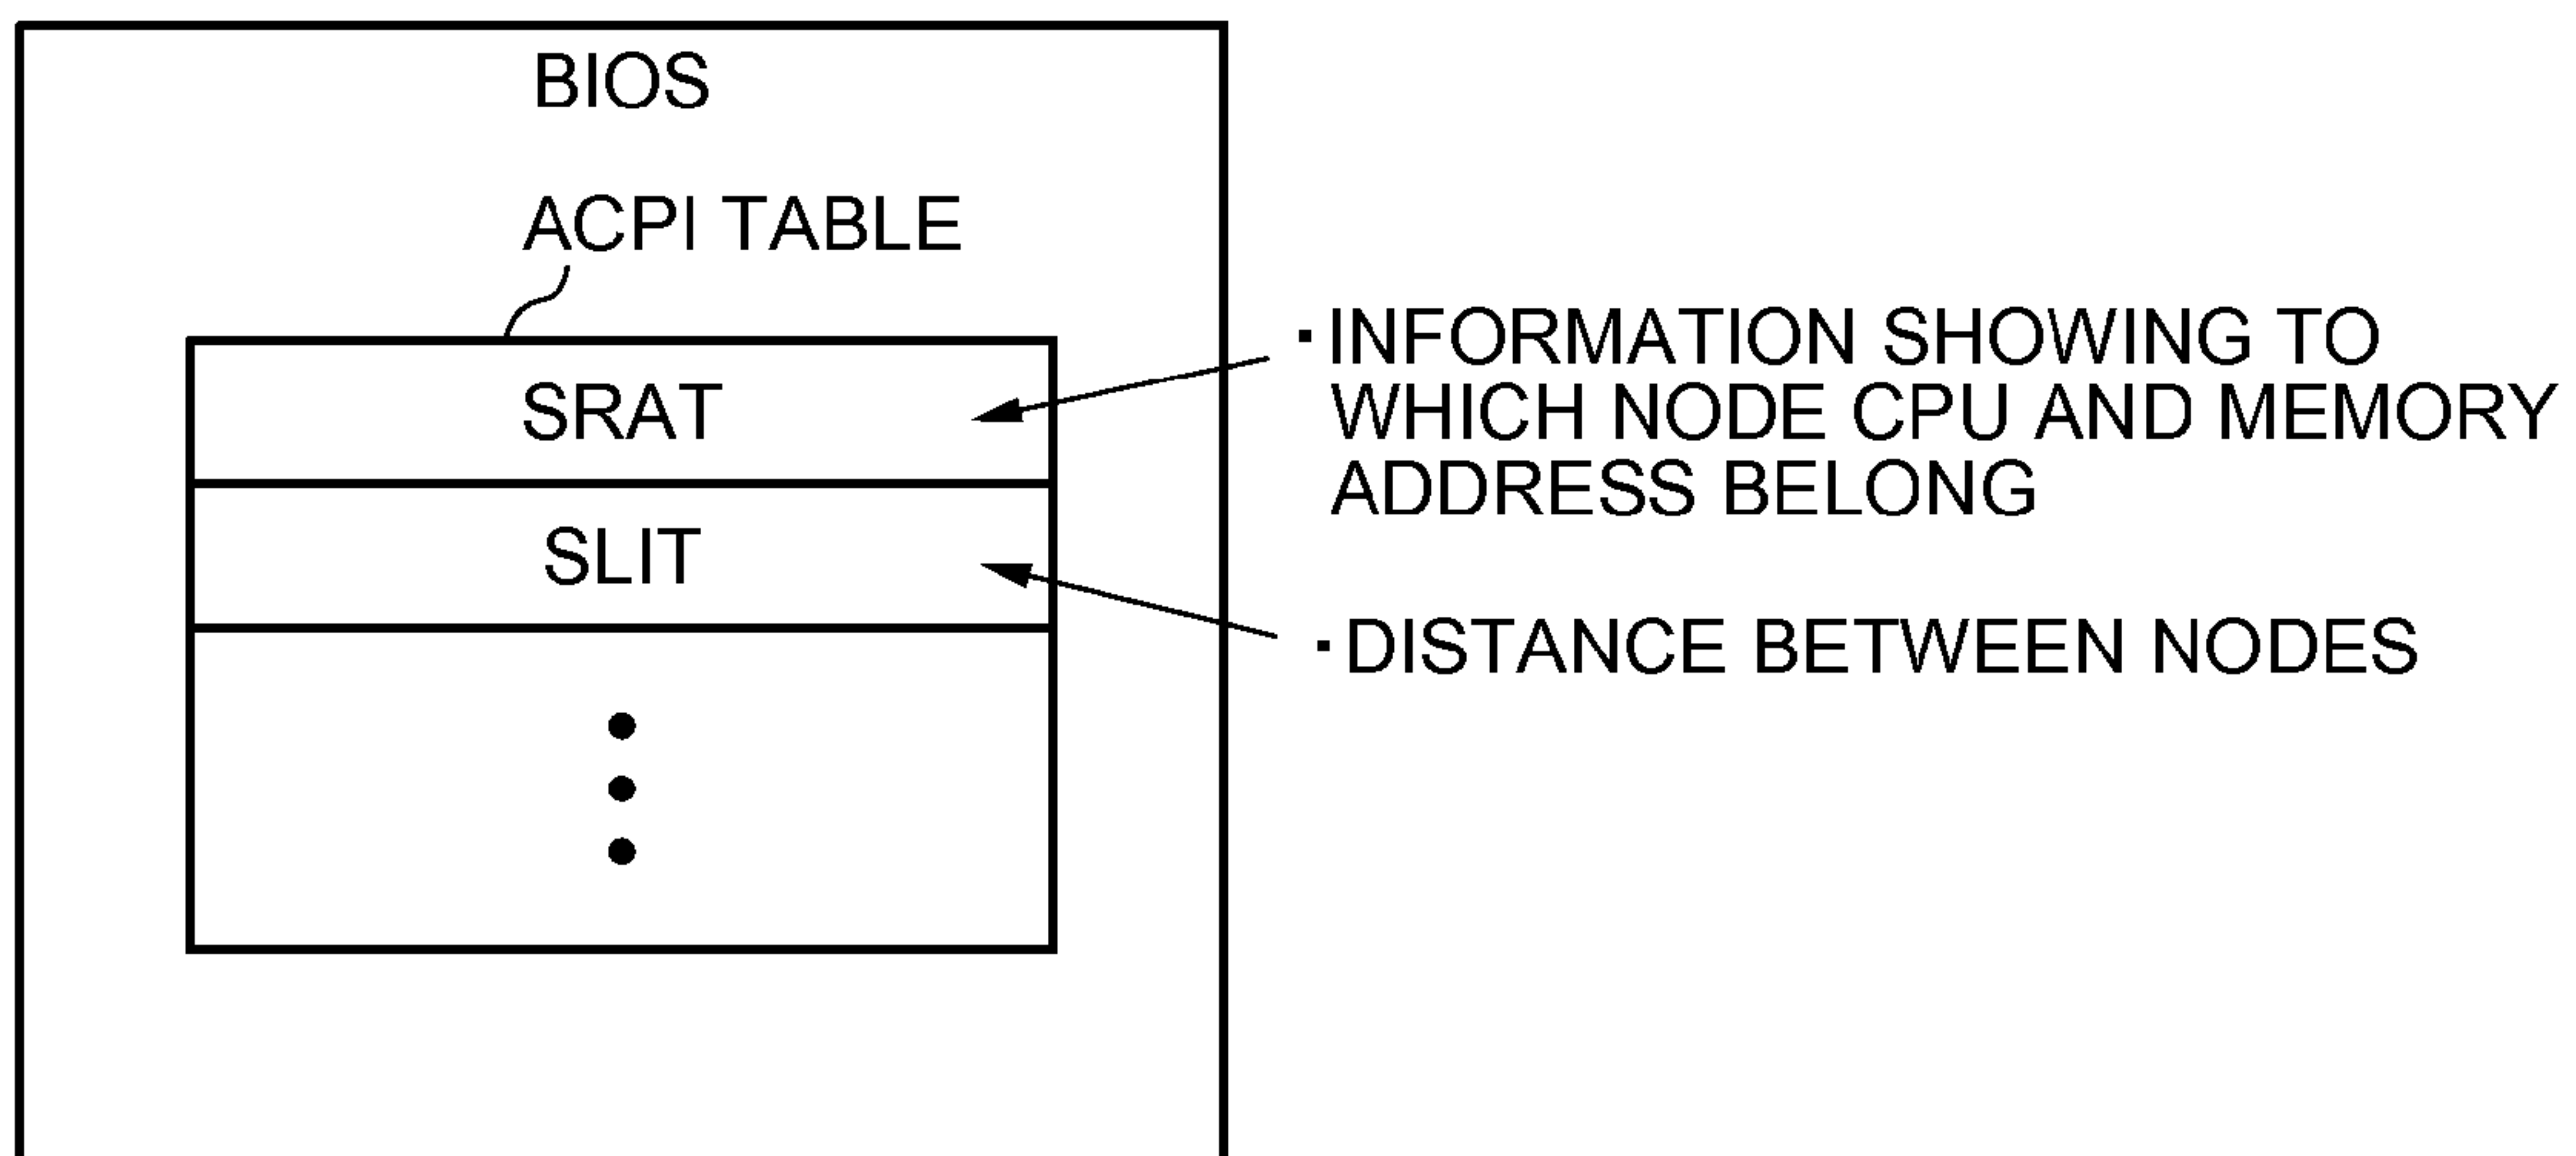 BIOS
ACPI TABLE
SRAT
SLIT
・INFORMATION SHOWING TO
WHICH NODE CPU AND MEMORY
ADDRESS BELONG
・DISTANCE BETWEEN NODES